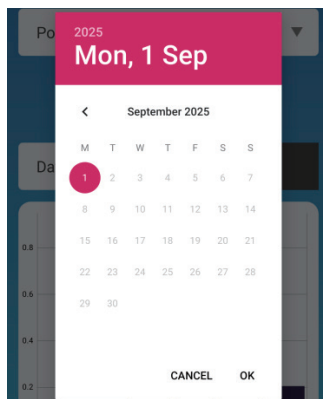 Po ▼
2025
Mon, 1 Sep
September 2025
M T W T F S S
1 2 3 4 5 6 7
8 9 10 11 12 13 14
15 16 17 18 19 20 21
22 23 24 25 26 27 28
29 30
CANCEL OK
Da
0.8
0.6
0.4
0.2